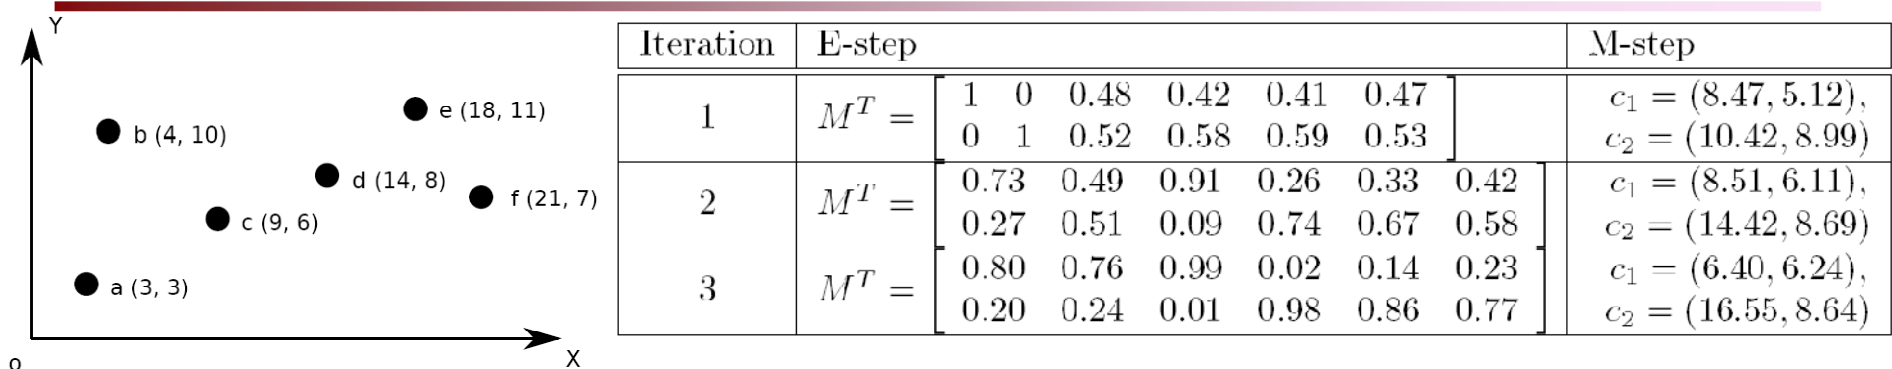 Y
b (4, 10)
e (18, 11)
d (14, 8)
f (21, 7)
c (9, 6)
a (3, 3)
o
X
Iteration E-step M-step
1 M^T = [ 1 0 0.48 0.42 0.41 0.47 c₁ = (8.47, 5.12),
0 1 0.52 0.58 0.59 0.53 ] c₂ = (10.42, 8.99)
2 M^T = [ 0.73 0.49 0.91 0.26 0.33 0.42 c₁ = (8.51, 6.11),
0.27 0.51 0.09 0.74 0.67 0.58 ] c₂ = (14.42, 8.69)
3 M^T = [ 0.80 0.76 0.99 0.02 0.14 0.23 c₁ = (6.40, 6.24),
0.20 0.24 0.01 0.98 0.86 0.77 ] c₂ = (16.55, 8.64)